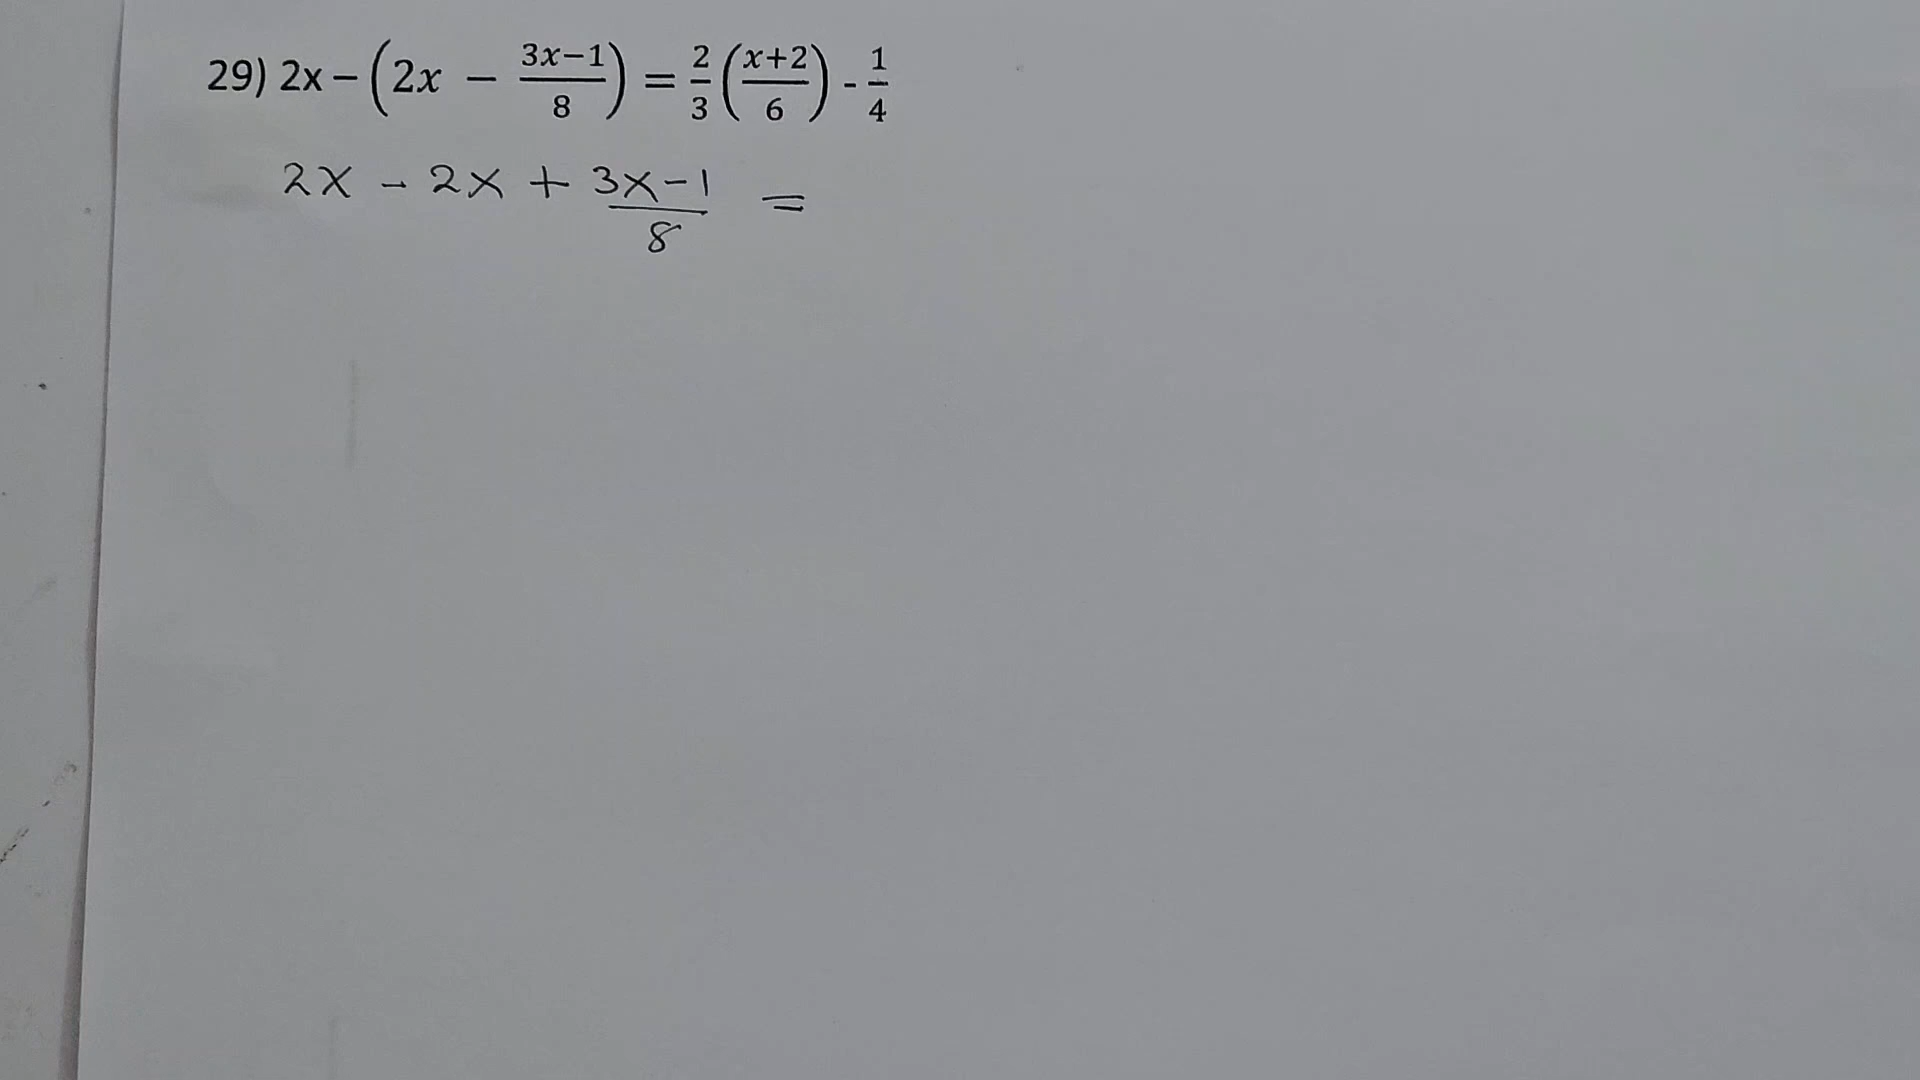 29) 2x – (2x − (3x−1)/8) = 2/3 ((x+2)/6) - 1/4
2x - 2x + (3x-1)/8 =